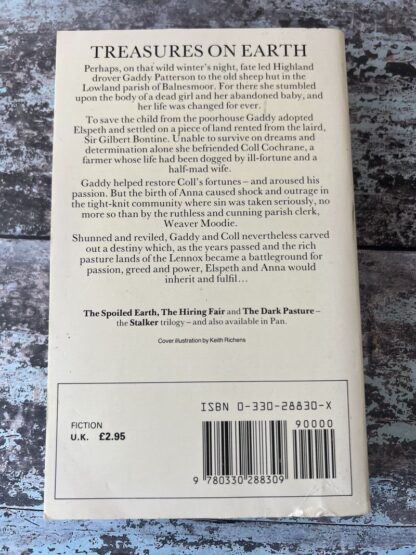 TREASURES ON EARTH
Perhaps, on that wild winter's night, fate led Highland
drover Gaddy Patterson to the old sheep hut in the
Lowland parish of Balnesmoor. For there she stumbled
upon the body of a dead girl and her abandoned baby, and
her life was changed for ever.
To save the child from the poorhouse Gaddy adopted
Elspeth and settled on a piece of land rented from the laird,
Sir Gilbert Bontine. Unable to survive on dreams and
determination alone she befriended Coll Cochrane, a
farmer whose life had been dogged by ill-fortune and a
half-mad wife.
Gaddy helped restore Coll's fortunes – and aroused his
passion. But the birth of Anna caused shock and outrage in
the tight-knit community where sin was taken seriously, no
more so than by the ruthless and cunning parish clerk,
Weaver Moodie.
Shunned and reviled, Gaddy and Coll nevertheless carved
out a destiny which, as the years passed and the rich
pasture lands of the Lennox became a battleground for
passion, greed and power, Elspeth and Anna would
inherit and fulfil...
The Spoiled Earth, The Hiring Fair and The Dark Pasture –
the Stalker trilogy – and also available in Pan.
Cover illustration by Keith Richens
ISBN 0-330-28830-X
90000
FICTION
U.K. £2.95
9 780330 288309